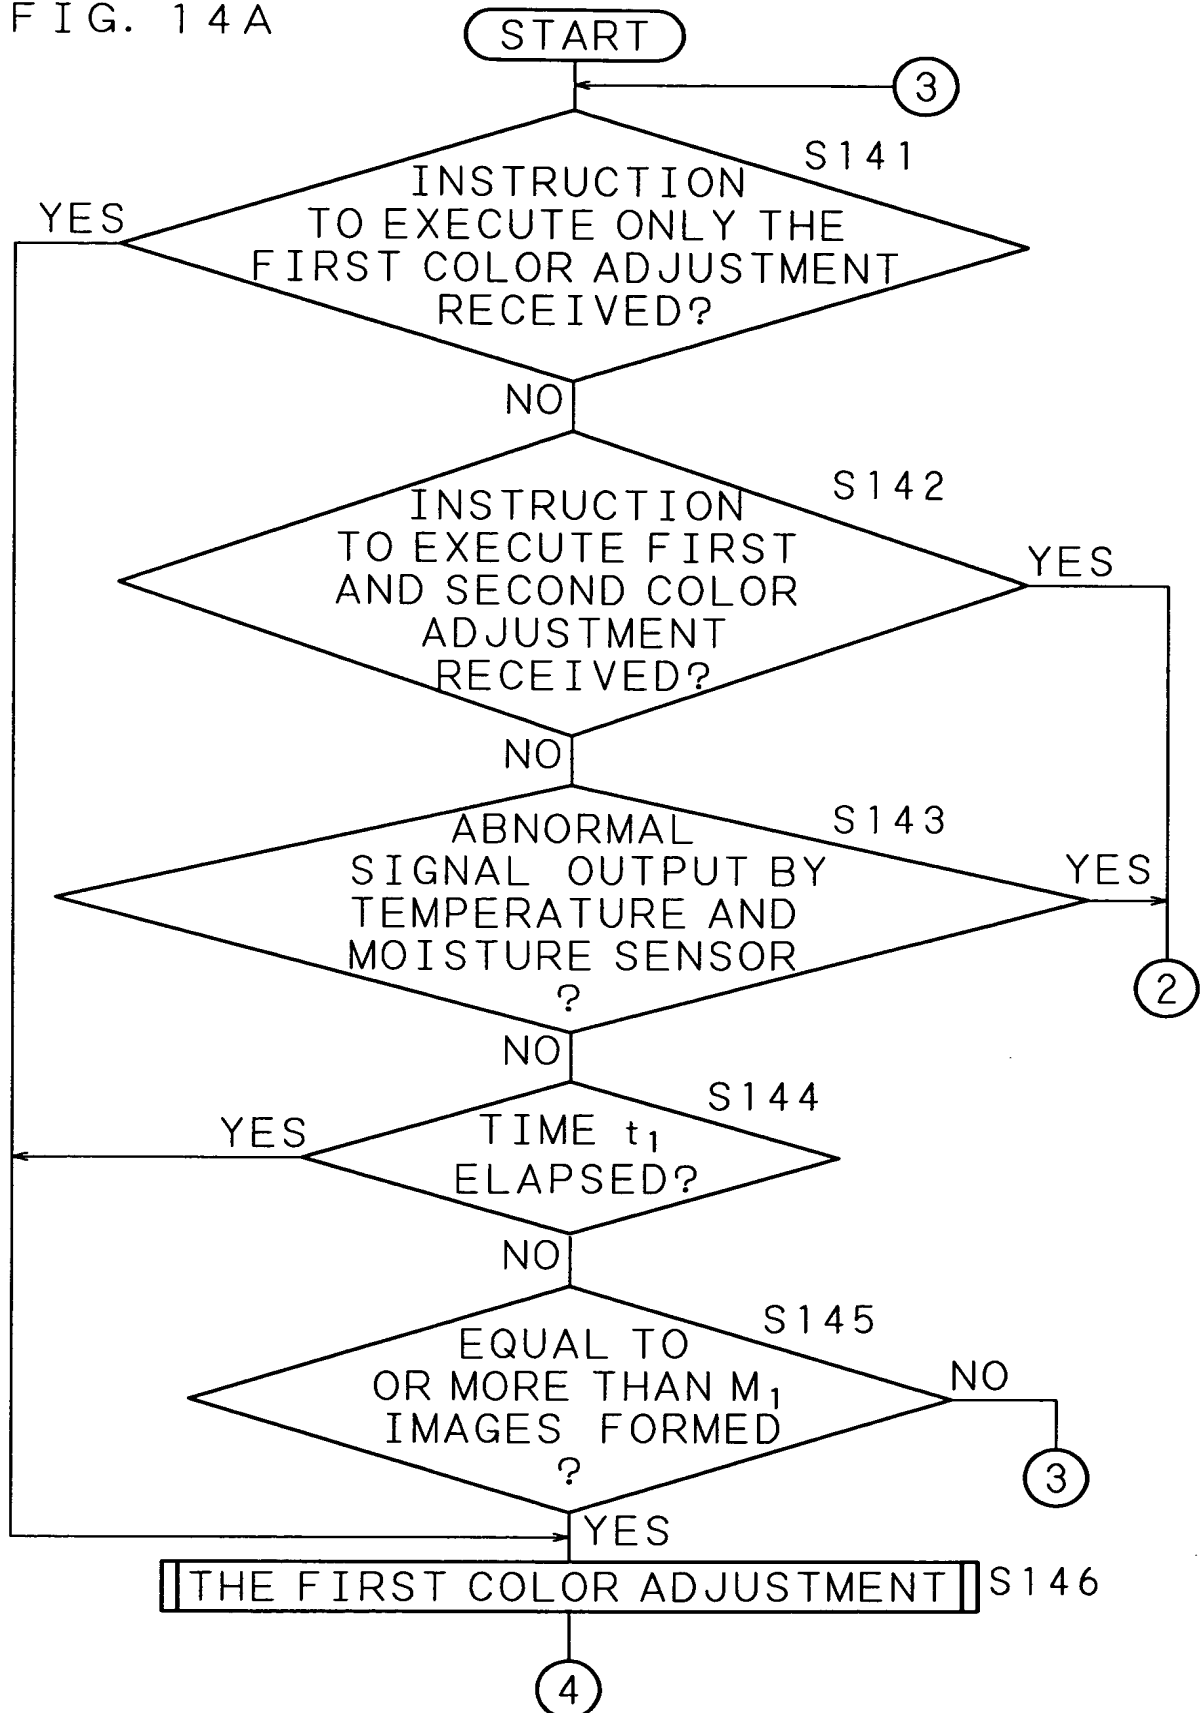 FIG. 14A
START
3
S141
INSTRUCTION
TO EXECUTE ONLY THE
FIRST COLOR ADJUSTMENT
RECEIVED?
YES
NO
S142
INSTRUCTION
TO EXECUTE FIRST
AND SECOND COLOR
ADJUSTMENT
RECEIVED?
YES
NO
S143
ABNORMAL
SIGNAL OUTPUT BY
TEMPERATURE AND
MOISTURE SENSOR
?
YES
2
NO
S144
TIME t1
ELAPSED?
YES
NO
S145
EQUAL TO
OR MORE THAN M1
IMAGES FORMED
?
NO
3
YES
THE FIRST COLOR ADJUSTMENT
S146
4